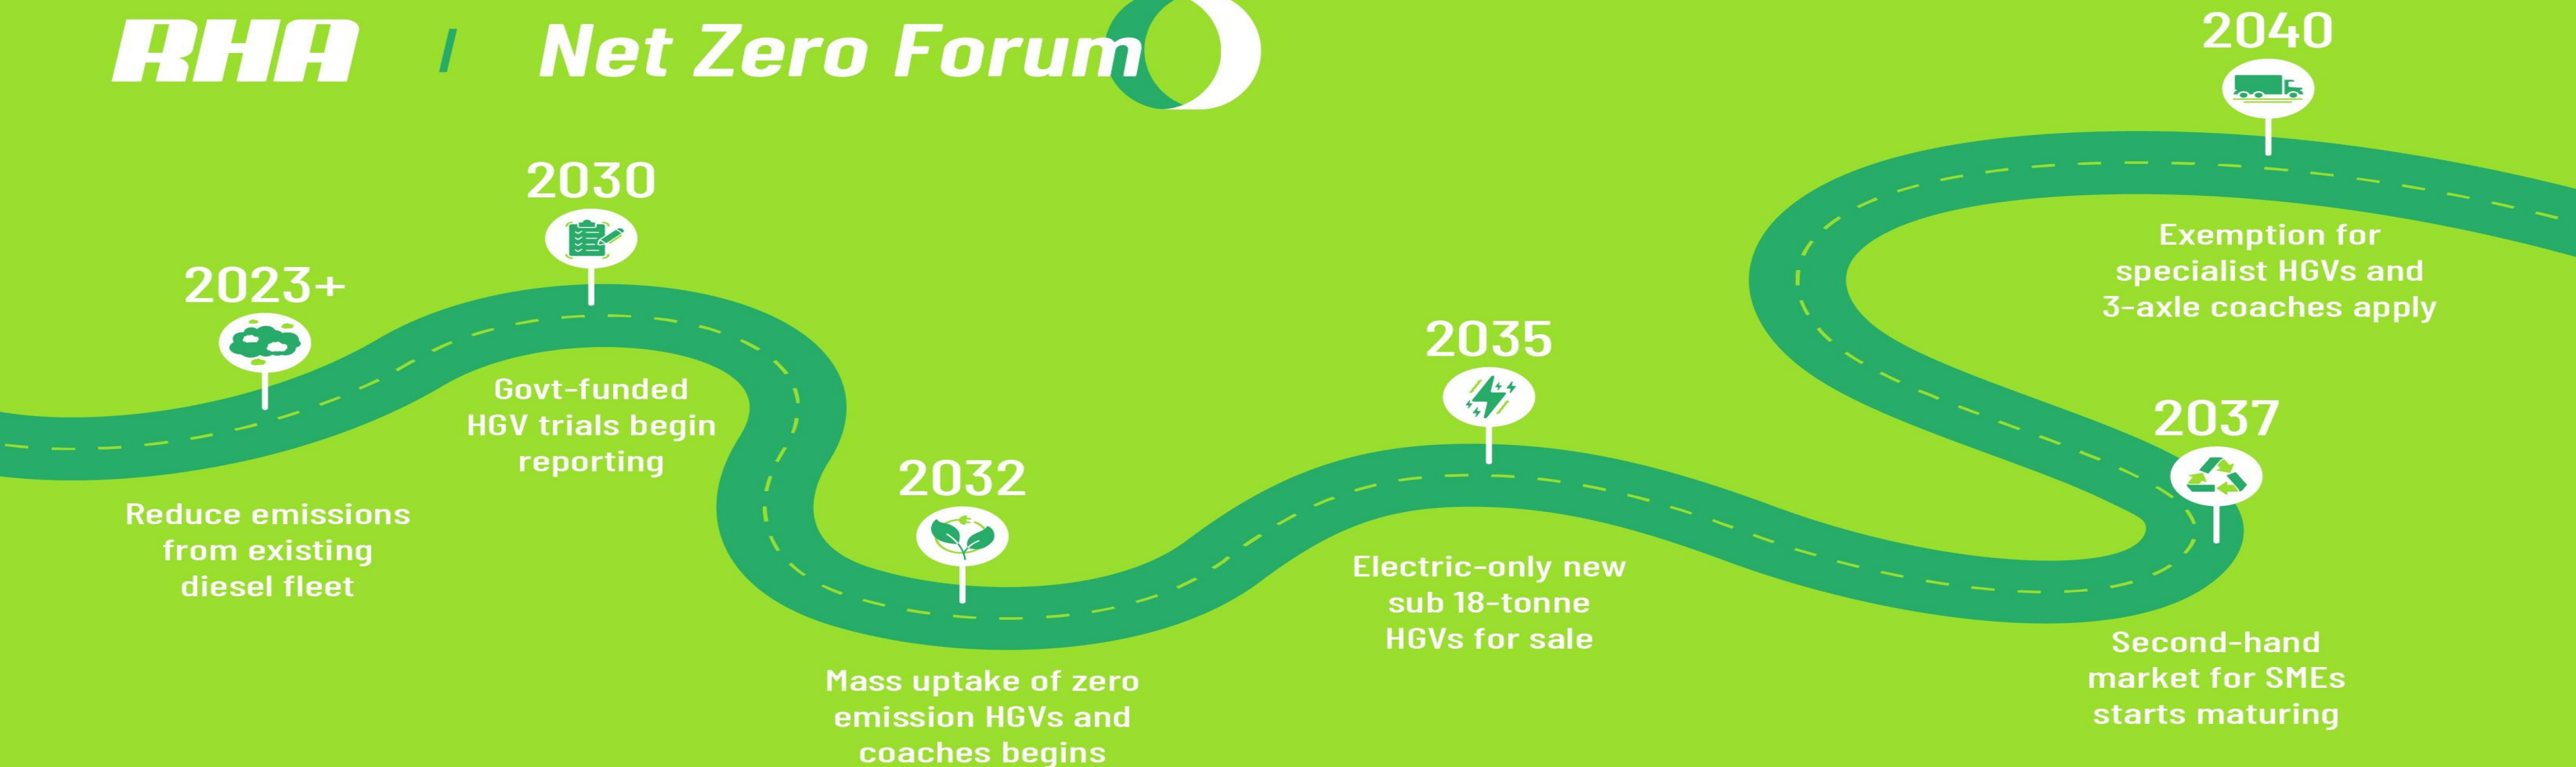 RHA / Net Zero Forum
2023+
Reduce emissions
from existing
diesel fleet
2030
Govt-funded
HGV trials begin
reporting
2032
Mass uptake of zero
emission HGVs and
coaches begins
2035
Electric-only new
sub 18-tonne
HGVs for sale
2037
Second-hand
market for SMEs
starts maturing
2040
Exemption for
specialist HGVs and
3-axle coaches apply